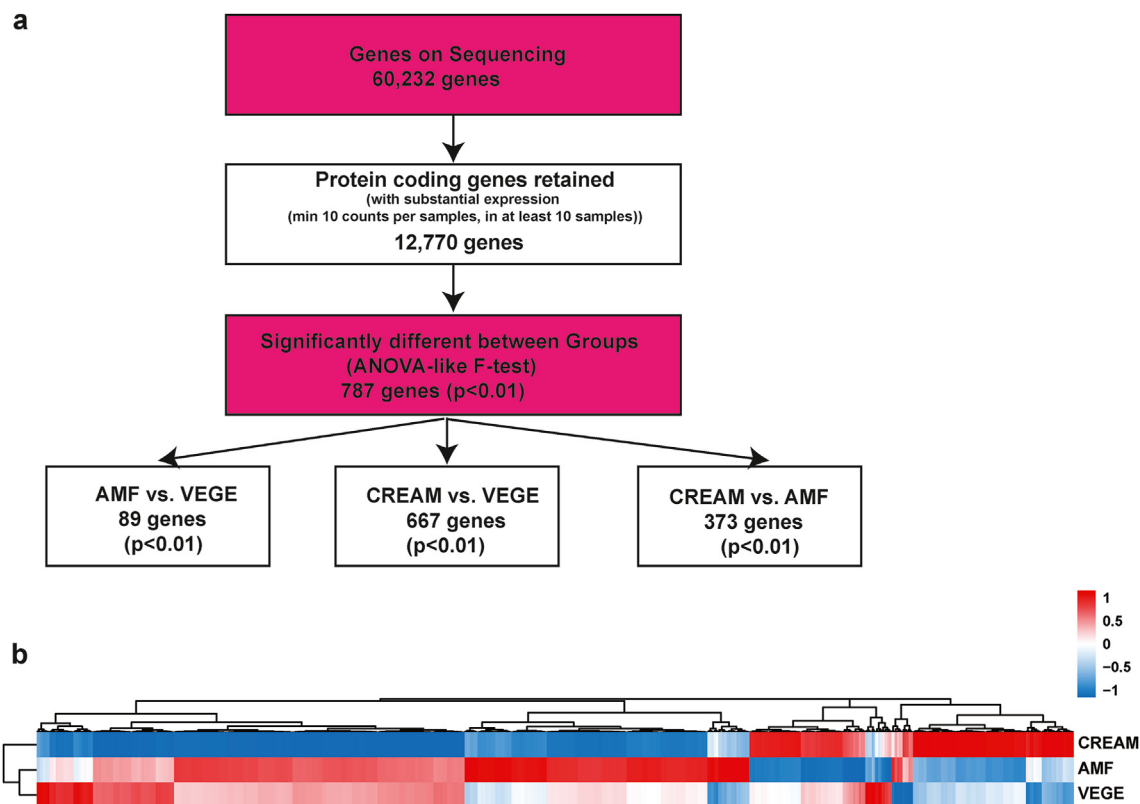 a
Genes on Sequencing
60,232 genes
Protein coding genes retained
(with substantial expression
(min 10 counts per samples, in at least 10 samples))
12,770 genes
Significantly different between Groups
(ANOVA-like F-test)
787 genes (p<0.01)
AMF vs. VEGE
89 genes
(p<0.01)
CREAM vs. VEGE
667 genes
(p<0.01)
CREAM vs. AMF
373 genes
(p<0.01)
b
1
0.5
0
−0.5
−1
CREAM
AMF
VEGE